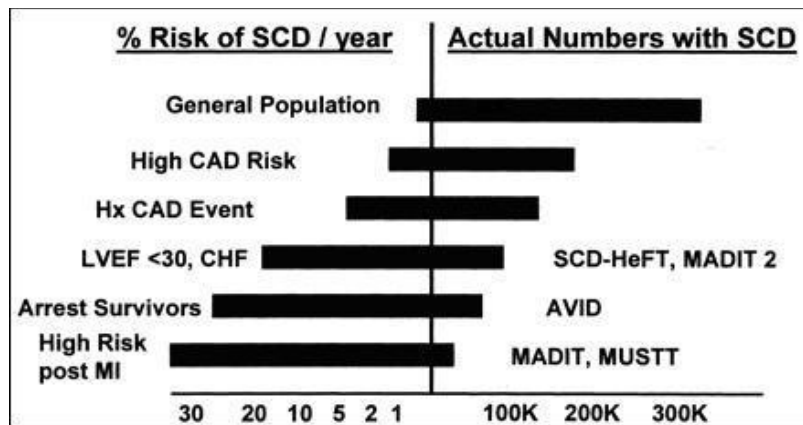 % Risk of SCD / year Actual Numbers with SCD
General Population
High CAD Risk
Hx CAD Event
LVEF <30, CHF SCD-HeFT, MADIT 2
Arrest Survivors AVID
High Risk
post MI MADIT, MUSTT
30 20 10 5 2 1 100K 200K 300K